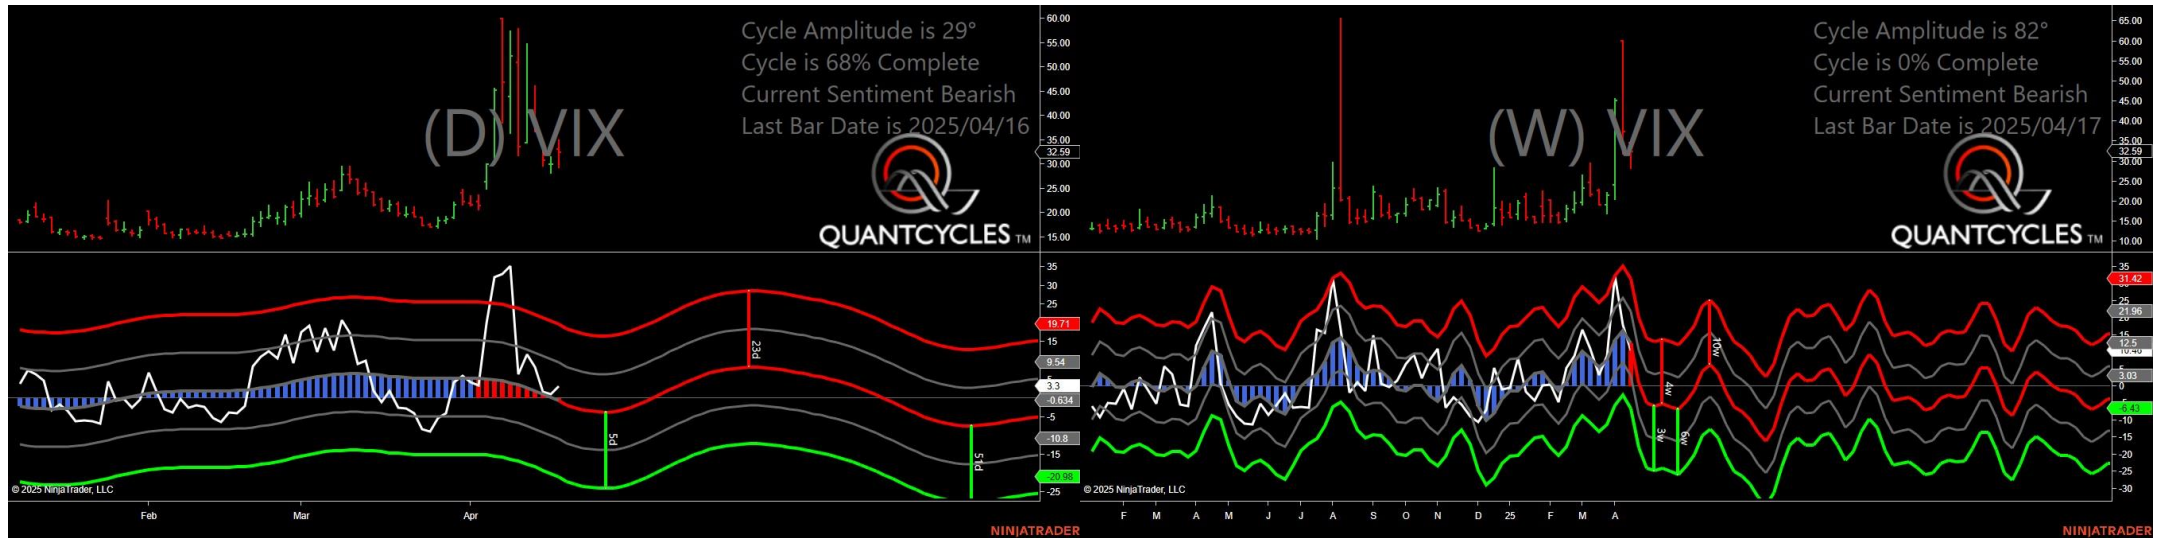 Cycle Amplitude is 29°
Cycle is 68% Complete
Current Sentiment Bearish
Last Bar Date is 2025/04/16
(D) VIX
QUANTCYCLES TM
60.00
55.00
50.00
45.00
40.00
35.00
32.59
30.00
25.00
20.00
15.00
35
30
25
19.71
15
9.54
3.3
-0.634
-5
-10.8
-15
-20.98
-25
23d
5d
51d
© 2025 NinjaTrader, LLC
Feb
Mar
Apr
NINJATRADER
Cycle Amplitude is 82°
Cycle is 0% Complete
Current Sentiment Bearish
Last Bar Date is 2025/04/17
(W) VIX
QUANTCYCLES TM
65.00
60.00
55.00
50.00
45.00
40.00
35.00
32.59
30.00
25.00
20.00
15.00
10.00
35
31.42
25
21.96
15
12.5
10.46
3.03
0
-6.43
-10
-15
-20
-25
-30
10w
4w
3w
6w
© 2025 NinjaTrader, LLC
F
M
A
M
J
J
A
S
O
N
D
25
F
M
A
NINJATRADER